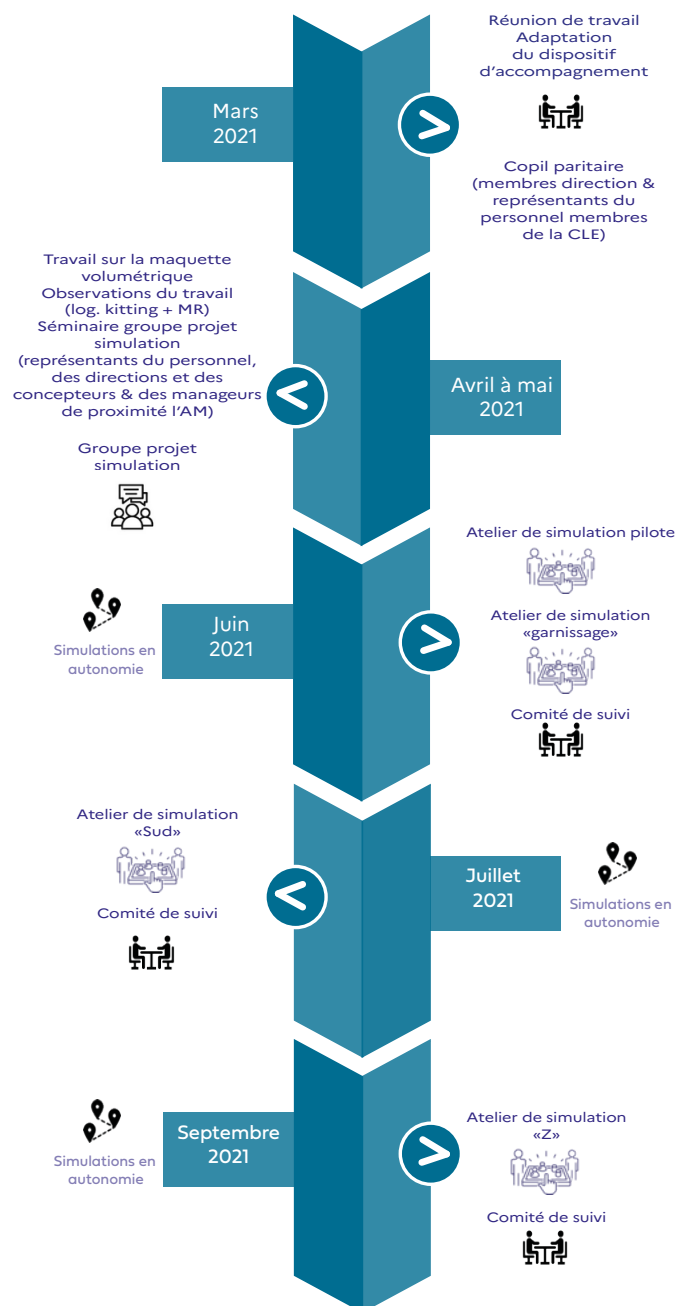 Réunion de travail
Adaptation
du dispositif
d'accompagnement
Mars
2021
Copil paritaire
(membres direction &
représentants du
personnel membres
de la CLE)
Travail sur la maquette
volumétrique
Observations du travail
(log. kitting + MR)
Séminaire groupe projet
simulation
(représentants du personnel,
des directions et des
concepteurs & des manageurs
de proximité l'AM)
Groupe projet
simulation
Avril à mai
2021
Atelier de simulation pilote
Juin
2021
Simulations en
autonomie
Atelier de simulation
«garnissage»
Comité de suivi
Atelier de simulation
«Sud»
Comité de suivi
Juillet
2021
Simulations en
autonomie
Septembre
2021
Simulations en
autonomie
Atelier de simulation
«Z»
Comité de suivi